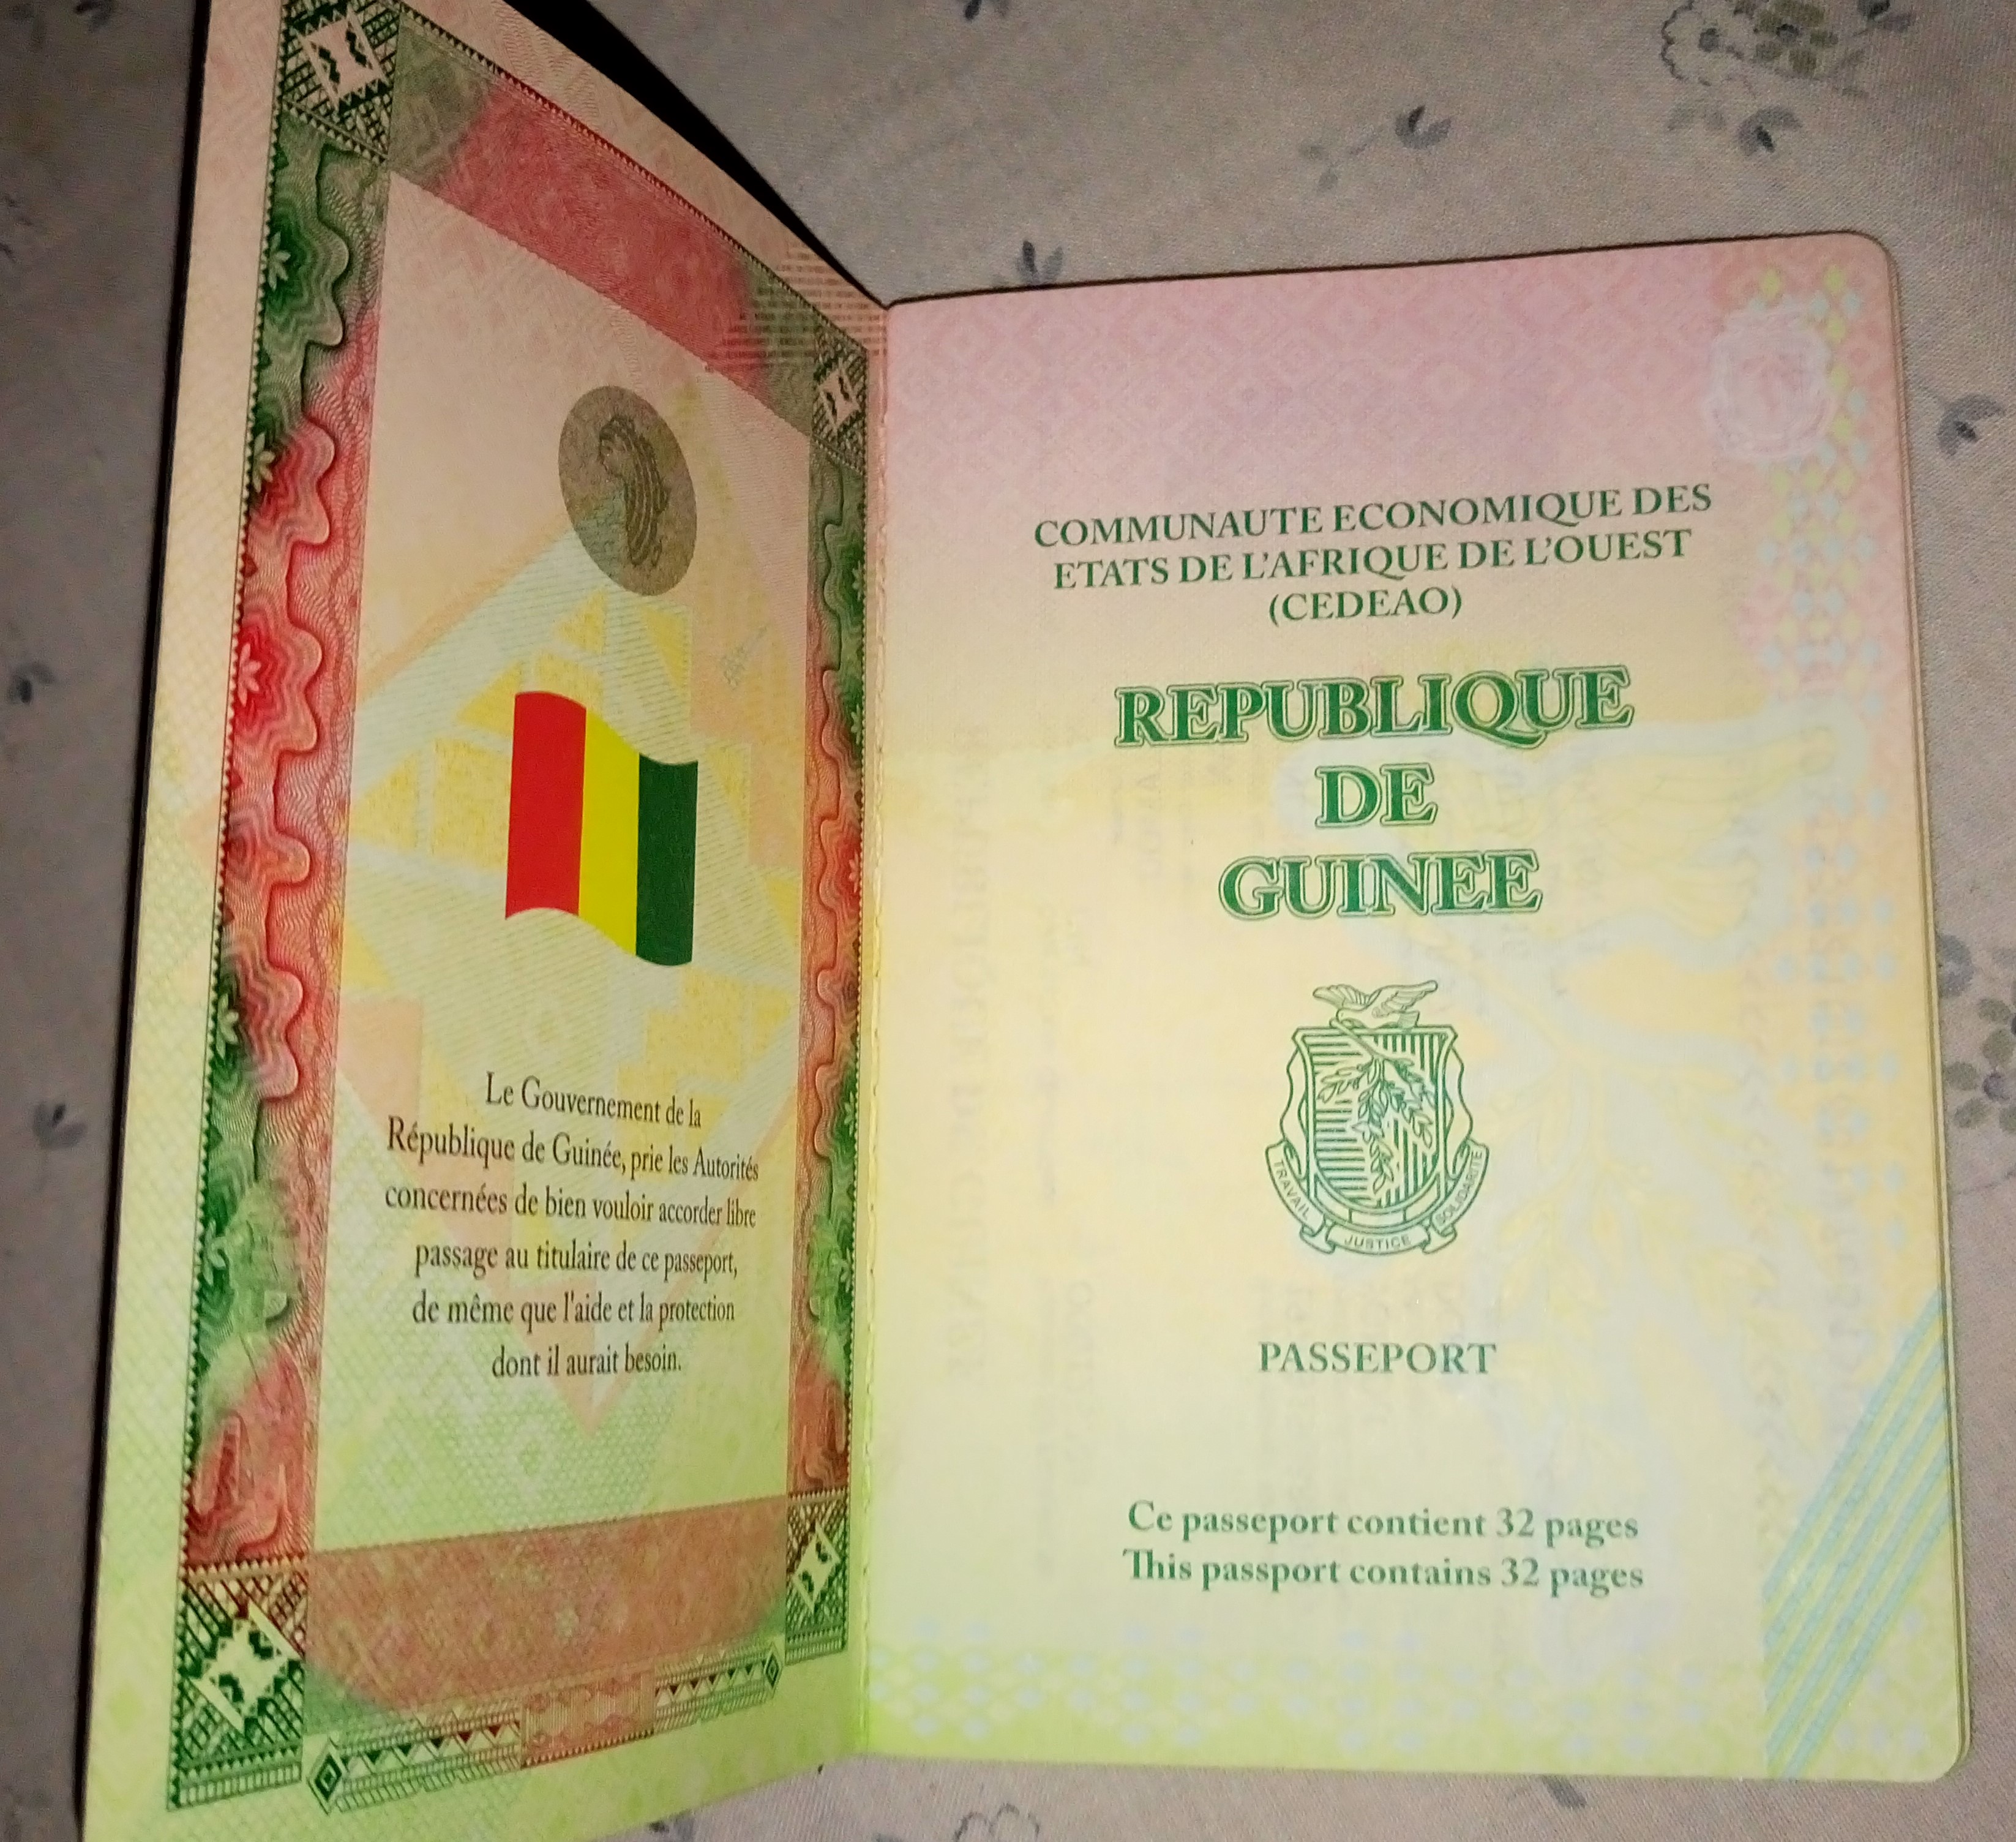 Le Gouvernement de la
République de Guinée, prie les Autorités
concernées de bien vouloir accorder libre
passage au titulaire de ce passeport,
de même que l'aide et la protection
dont il aurait besoin.
COMMUNAUTE ECONOMIQUE DES
ETATS DE L'AFRIQUE DE L'OUEST
(CEDEAO)
REPUBLIQUE
DE
GUINEE
TRAVAIL
JUSTICE
SOLIDARITE
PASSEPORT
Ce passeport contient 32 pages
This passport contains 32 pages